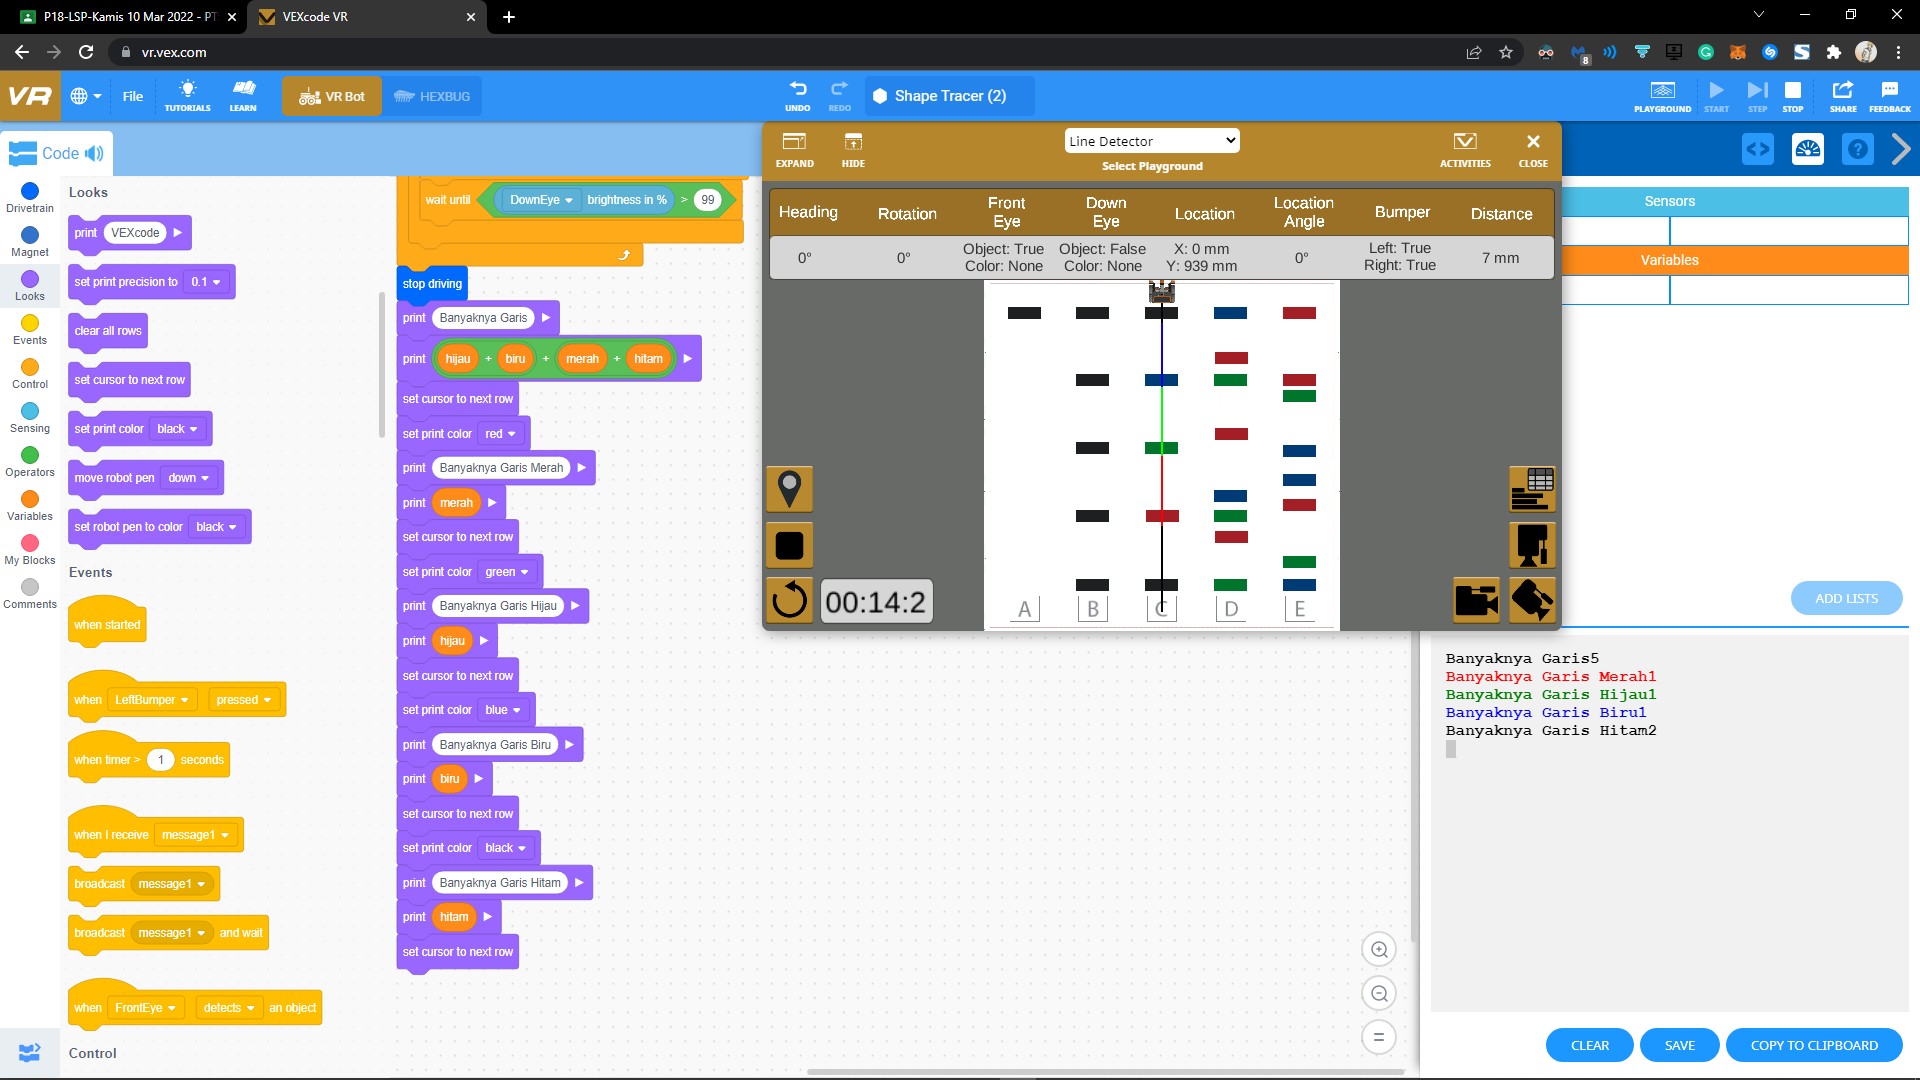 P18-LSP-Kamis 10 Mar 2022 - PT
VEXcode VR
vr.vex.com
8
VR
File
TUTORIALS
LEARN
VR Bot
HEXBUG
UNDO
REDO
Shape Tracer (2)
PLAYGROUND
START
STEP
STOP
SHARE
FEEDBACK
Code
Drivetrain
Magnet
Looks
Events
Control
Sensing
Operators
Variables
My Blocks
Comments
Looks
print VEXcode
set print precision to 0.1
clear all rows
set cursor to next row
set print color black
move robot pen down
set robot pen to color black
Events
when started
when LeftBumper pressed
when timer > 1 seconds
when I receive message1
broadcast message1
broadcast message1 and wait
when FrontEye detects an object
Control
wait until DownEye brightness in % > 99
stop driving
print Banyaknya Garis
print hijau + biru + merah + hitam
set cursor to next row
set print color red
print Banyaknya Garis Merah
print merah
set cursor to next row
set print color green
print Banyaknya Garis Hijau
print hijau
set cursor to next row
set print color blue
print Banyaknya Garis Biru
print biru
set cursor to next row
set print color black
print Banyaknya Garis Hitam
print hitam
set cursor to next row
EXPAND
HIDE
Line Detector
Select Playground
ACTIVITIES
CLOSE
Heading Rotation Front Eye Down Eye Location Location Angle Bumper Distance
0° 0° Object: True Object: False X: 0 mm 0° Left: True 7 mm
Color: None Color: None Y: 939 mm Right: True
A B C D E
00:14:2
Sensors
Variables
ADD LISTS
Banyaknya Garis5
Banyaknya Garis Merah1
Banyaknya Garis Hijau1
Banyaknya Garis Biru1
Banyaknya Garis Hitam2
CLEAR
SAVE
COPY TO CLIPBOARD